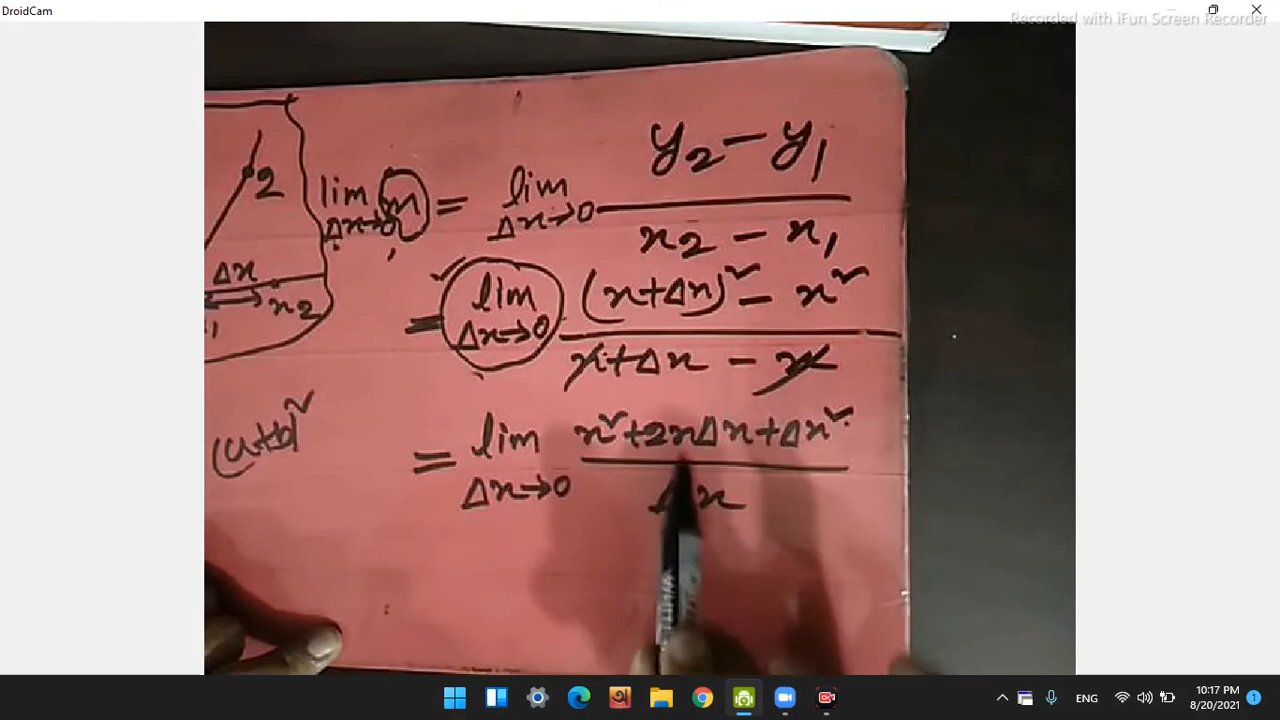 DroidCam
Recorded with iFun Screen Recorder
y₂ - y₁
lim m = lim
Δx→0 Δx→0
x₂ - x₁
2
Δx
x₂
= lim (x+Δx)² - x²
Δx→0 x+Δx - x
(a+b)²
= lim x²+2xΔx+Δx²
Δx→0 Δx
ENG
10:17 PM
8/20/2021
1